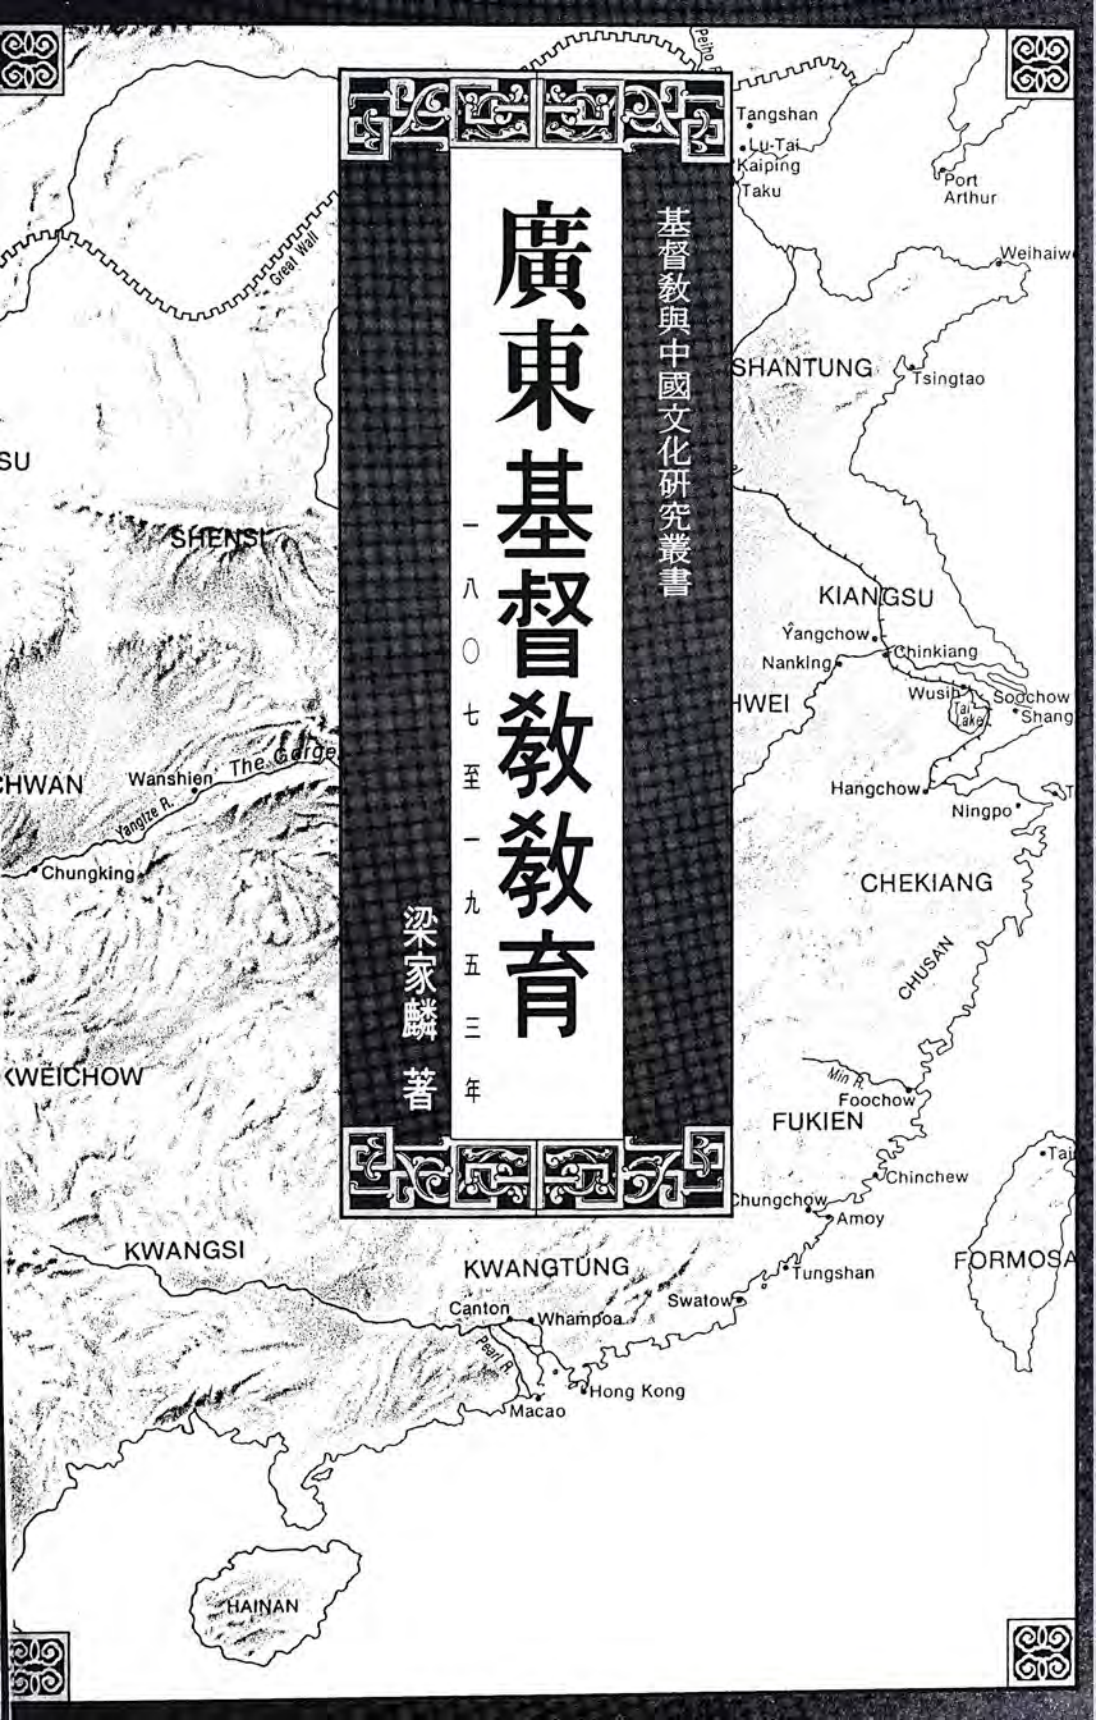 基督教與中國文化研究叢書
廣東基督教教育
一八〇七至一九五三年
梁家麟 著
Peiho R
Tangshan
Lu-Tai
Kaiping
Taku
Port
Arthur
Great Wall
Weihaiw
SHANTUNG
Tsingtao
SU
SHENSI
KIANGSU
Yangchow
Chinkiang
Nanking
Wusih
Soochow
HWEI
Tai
Lake
Shang
The Gorge
CHWAN
Wanshien
Yangtze R.
Hangchow
T
Ningpo
Chungking
CHEKIANG
CHUSAN
KWEICHOW
Min R.
Foochow
FUKIEN
Tai
Chinchew
Chungchow
Amoy
KWANGSI
KWANGTUNG
FORMOSA
Tungshan
Canton
Whampoa
Swatow
Pearl R.
Hong Kong
Macao
HAINAN